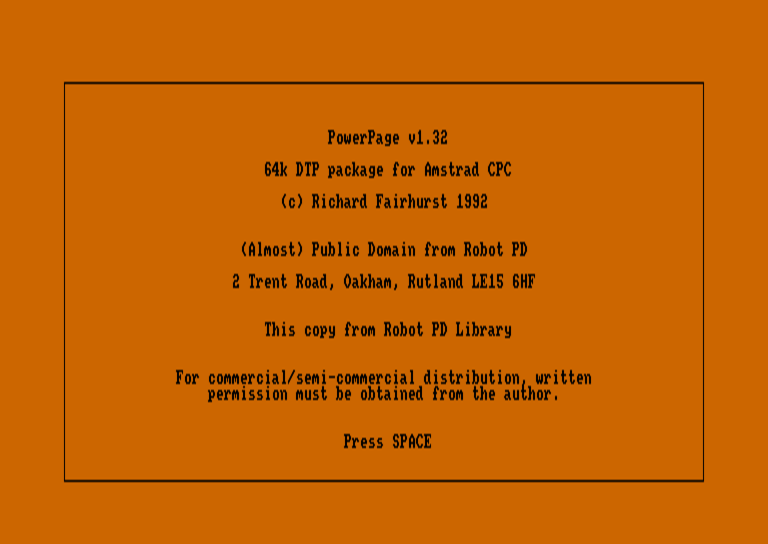 PowerPage v1.32
64k DTP package for Amstrad CPC
(c) Richard Fairhurst 1992
(Almost) Public Domain from Robot PD
2 Trent Road, Oakham, Rutland LE15 6HF
This copy from Robot PD Library
For commercial/semi-commercial distribution, written
permission must be obtained from the author.
Press SPACE